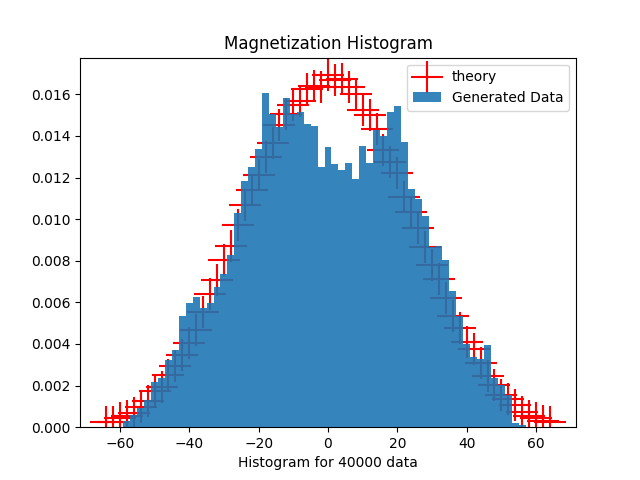 Magnetization Histogram
theory
Generated Data
0.016
0.014
0.012
0.010
0.008
0.006
0.004
0.002
0.000
−60 −40 −20 0 20 40 60
Histogram for 40000 data